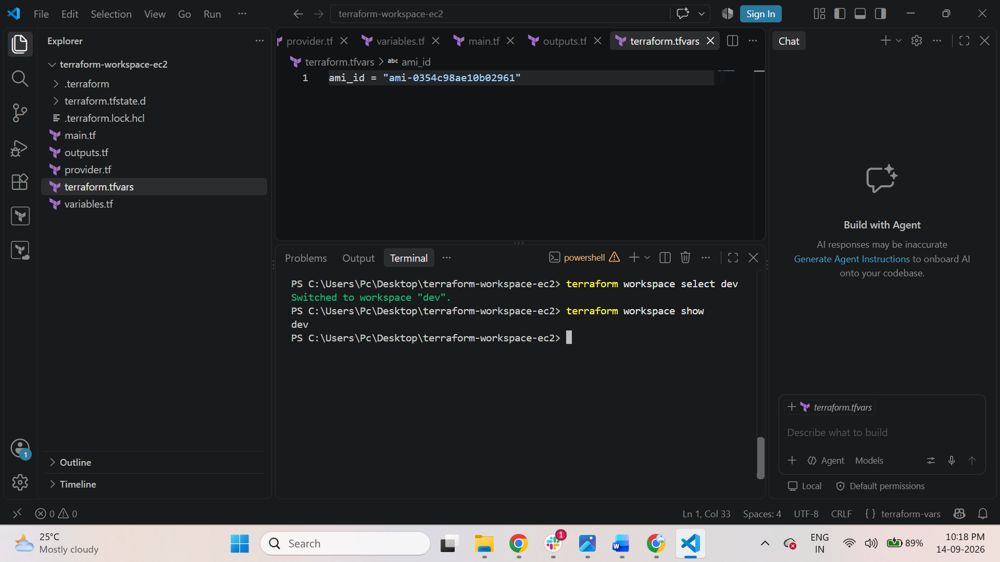 File Edit Selection View Go Run ···
terraform-workspace-ec2
Sign In
Explorer
terraform-workspace-ec2
.terraform
terraform.tfstate.d
.terraform.lock.hcl
main.tf
outputs.tf
provider.tf
terraform.tfvars
variables.tf
Outline
Timeline
1
provider.tf variables.tf main.tf outputs.tf terraform.tfvars
terraform.tfvars > abc ami_id
1 ami_id = "ami-0354c98ae10b02961"
Problems Output Terminal ··· powershell
PS C:\Users\Pc\Desktop\terraform-workspace-ec2> terraform workspace select dev
Switched to workspace "dev".
PS C:\Users\Pc\Desktop\terraform-workspace-ec2> terraform workspace show
dev
PS C:\Users\Pc\Desktop\terraform-workspace-ec2>
Chat
Build with Agent
AI responses may be inaccurate
Generate Agent Instructions to onboard AI
onto your codebase.
terraform.tfvars
Describe what to build
Agent Models
Local Default permissions
0 0
Ln 1, Col 33 Spaces: 4 UTF-8 CRLF { } terraform-vars
25°C
Mostly cloudy
Search
1
ENG
IN
89%
10:18 PM
14-09-2026